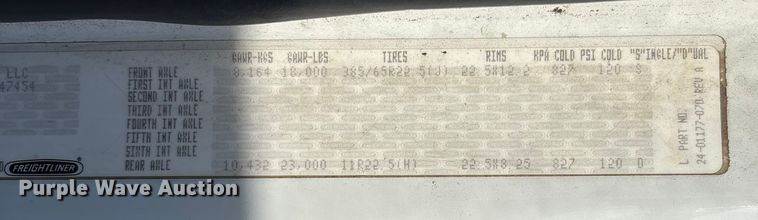 GAWR-KGS GAWR-LBS TIRES RIMS KPA COLD PSI COLD "S"INGLE/"D"UAL
LLC FRONT AXLE 8,164 18,000 385/65R22.5(J) 22.5X12.2 827 120 S
47454 FIRST INT AXLE
SECOND INT AXLE
THIRD INT AXLE
FOURTH INT AXLE
FIFTH INT AXLE
SIXTH INT AXLE
FREIGHTLINER REAR AXLE 10,432 23,000 11R22.5(H) 22.5X8.25 827 120 D
L PART NO:
24-01177-070 REV A
Purple Wave Auction